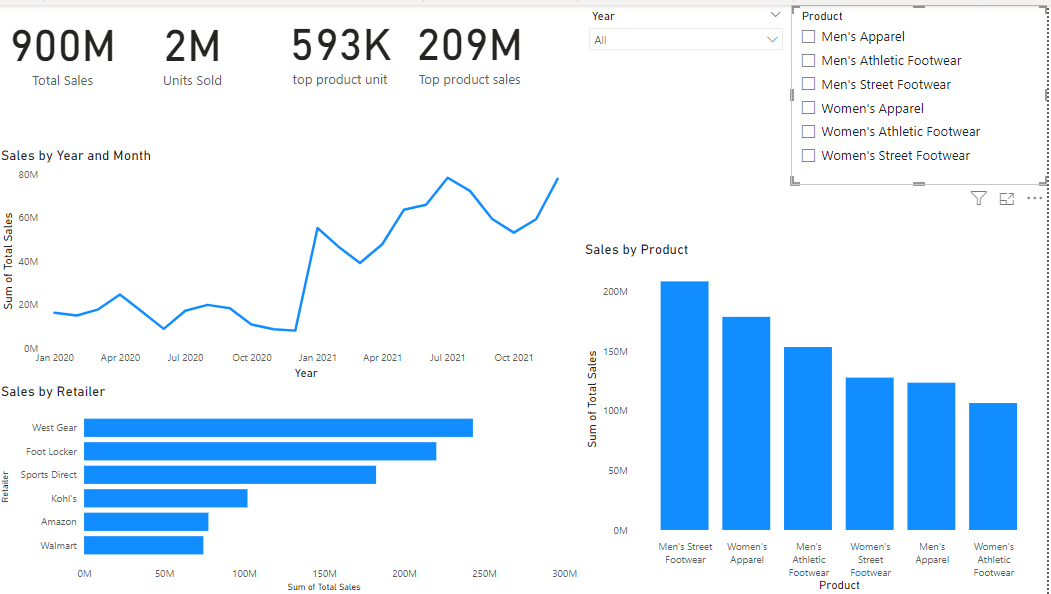 900M
Total Sales
2M
Units Sold
593K
top product unit
209M
Top product sales
Year
All
Product
Men's Apparel
Men's Athletic Footwear
Men's Street Footwear
Women's Apparel
Women's Athletic Footwear
Women's Street Footwear
Sales by Year and Month
Sum of Total Sales
80M
60M
40M
20M
0M
Jan 2020 Apr 2020 Jul 2020 Oct 2020 Jan 2021 Apr 2021 Jul 2021 Oct 2021
Year
Sales by Retailer
Retailer
West Gear
Foot Locker
Sports Direct
Kohl's
Amazon
Walmart
0M 50M 100M 150M 200M 250M 300M
Sum of Total Sales
Sales by Product
Sum of Total Sales
200M
150M
100M
50M
0M
Men's Street Women's Men's Women's Men's Women's
Footwear Apparel Athletic Street Apparel Athletic
Footwear Footwear Footwear
Product